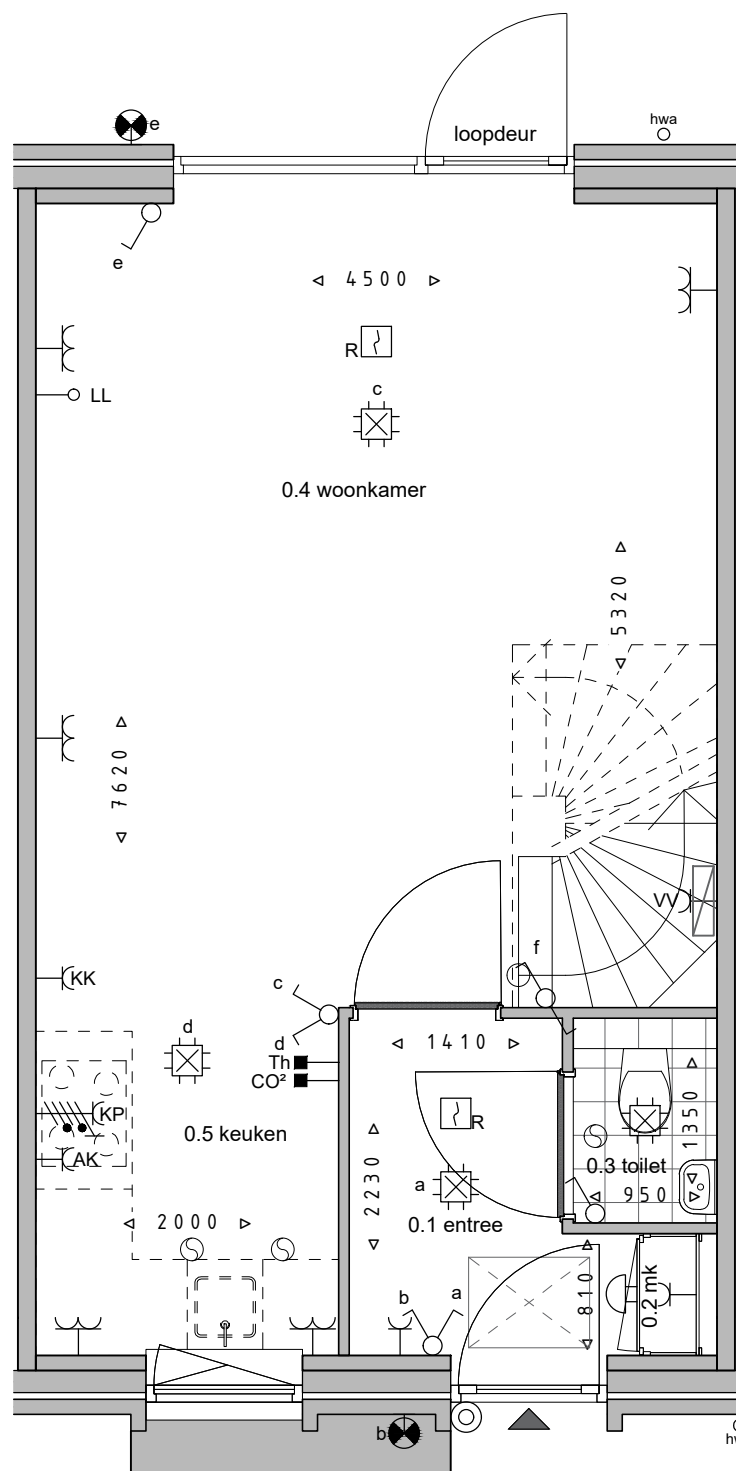 hwa
e
loopdeur
e
4500
R
c
LL
0.4 woonkamer
5320
7620
VV
f
KK
c
d
d
1410
Th
CO²
KP
R
1350
0.5 keuken
AK
0.3 toilet
a
2230
950
2000
0.1 entree
810
0.2 mk
b
a
b